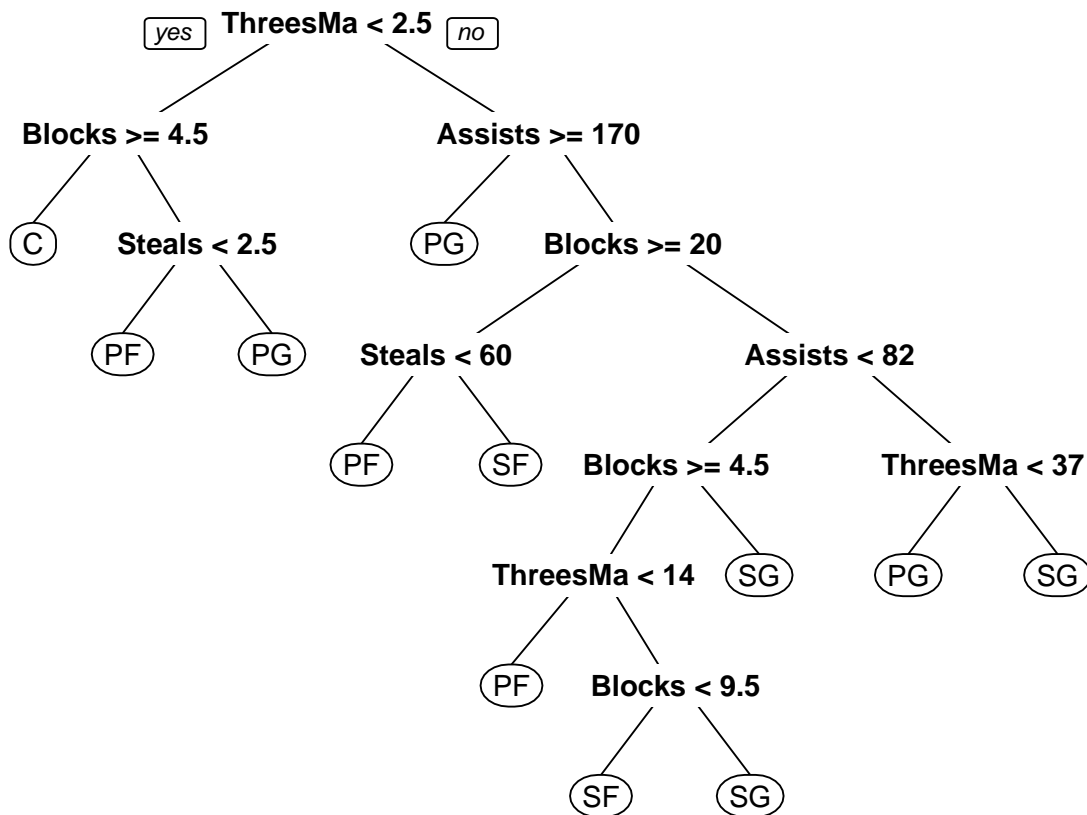 yes ThreesMa < 2.5 no
Blocks >= 4.5 Assists >= 170
C Steals < 2.5 PG Blocks >= 20
PF PG Steals < 60 Assists < 82
PF SF Blocks >= 4.5 ThreesMa < 37
ThreesMa < 14 SG PG SG
PF Blocks < 9.5
SF SG